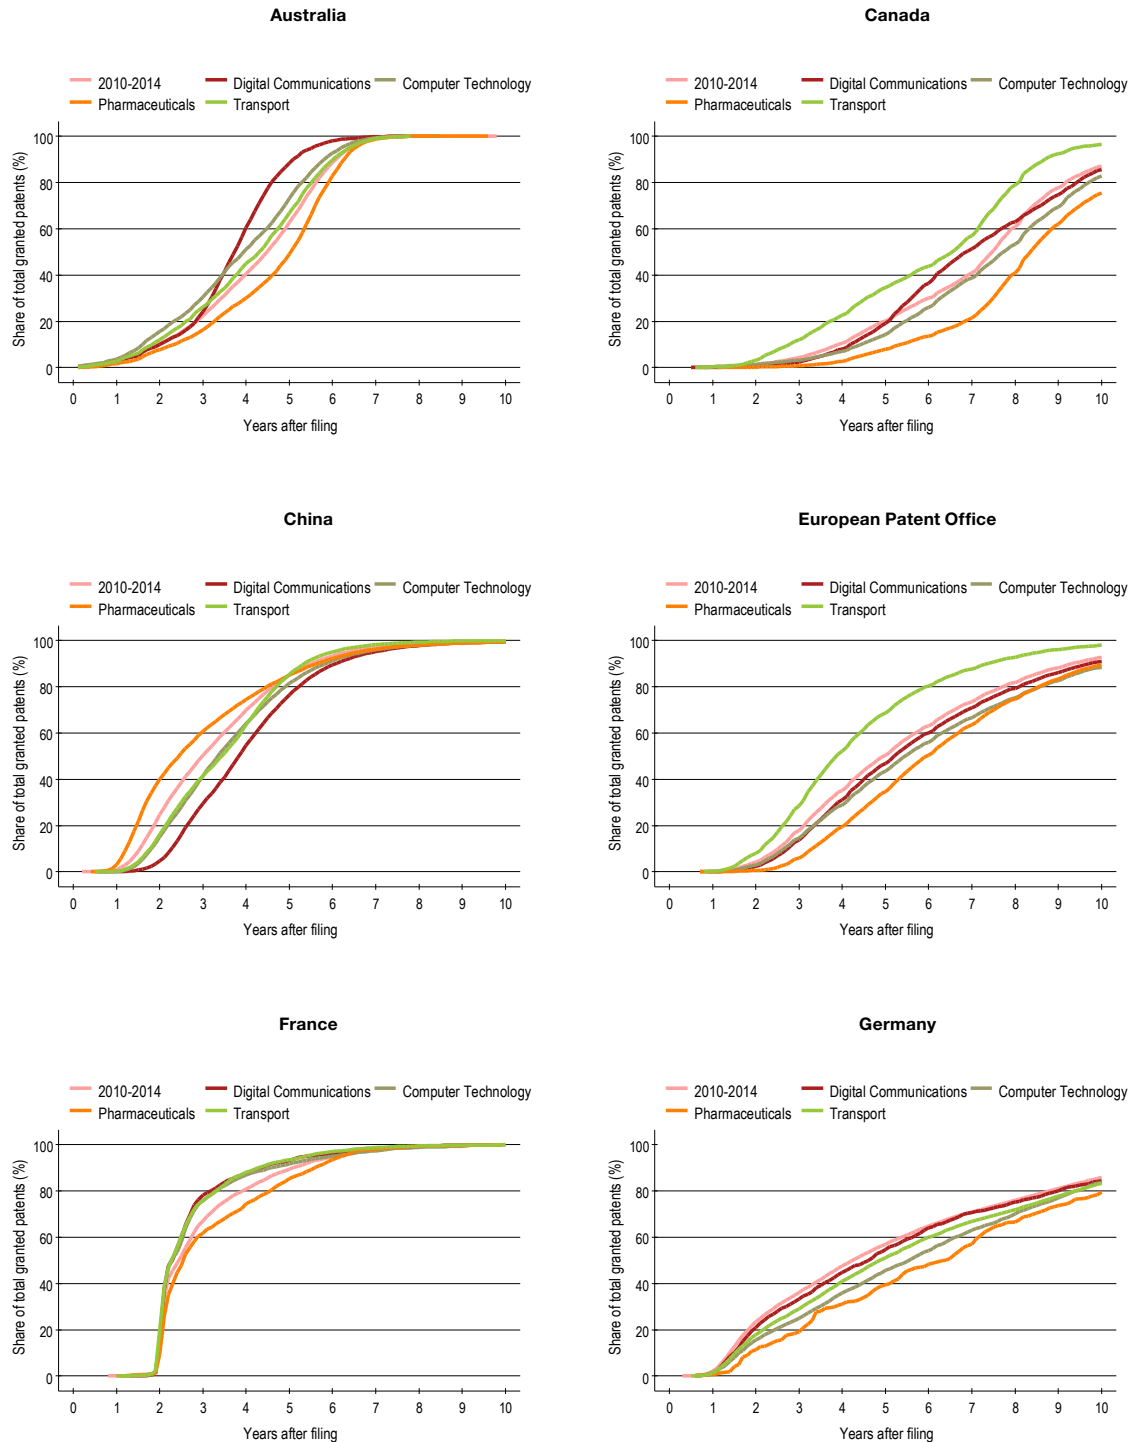 Australia
2010-2014 Digital Communications Computer Technology
Pharmaceuticals Transport
Share of total granted patents (%)
100
80
60
40
20
0
0 1 2 3 4 5 6 7 8 9 10
Years after filing
Canada
2010-2014 Digital Communications Computer Technology
Pharmaceuticals Transport
Share of total granted patents (%)
100
80
60
40
20
0
0 1 2 3 4 5 6 7 8 9 10
Years after filing
China
2010-2014 Digital Communications Computer Technology
Pharmaceuticals Transport
Share of total granted patents (%)
100
80
60
40
20
0
0 1 2 3 4 5 6 7 8 9 10
Years after filing
European Patent Office
2010-2014 Digital Communications Computer Technology
Pharmaceuticals Transport
Share of total granted patents (%)
100
80
60
40
20
0
0 1 2 3 4 5 6 7 8 9 10
Years after filing
France
2010-2014 Digital Communications Computer Technology
Pharmaceuticals Transport
Share of total granted patents (%)
100
80
60
40
20
0
0 1 2 3 4 5 6 7 8 9 10
Years after filing
Germany
2010-2014 Digital Communications Computer Technology
Pharmaceuticals Transport
Share of total granted patents (%)
100
80
60
40
20
0
0 1 2 3 4 5 6 7 8 9 10
Years after filing